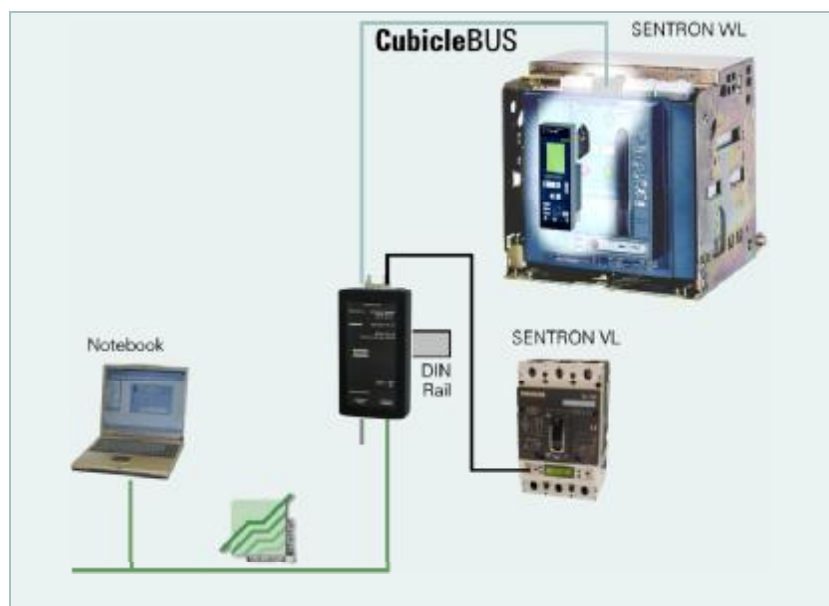 CubicleBUS
SENTRON WL
Notebook
SENTRON VL
DIN
Rail